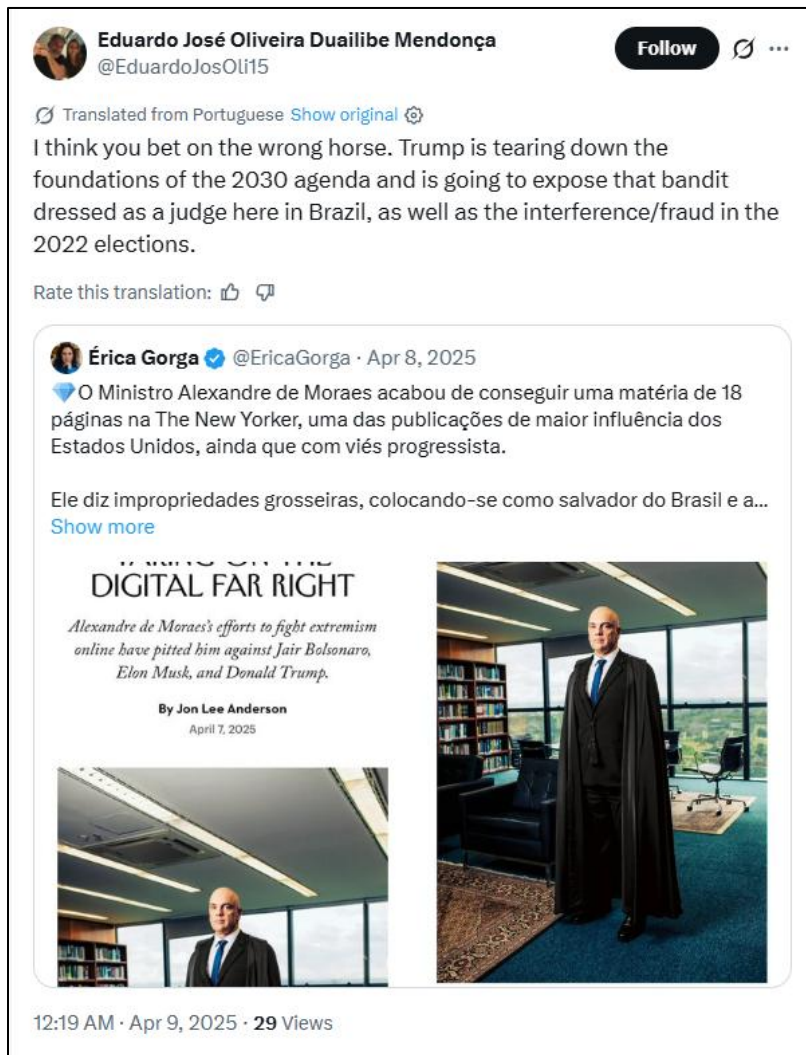 Eduardo José Oliveira Duailibe Mendonça
@EduardoJosOli15
Follow
Translated from Portuguese Show original
I think you bet on the wrong horse. Trump is tearing down the
foundations of the 2030 agenda and is going to expose that bandit
dressed as a judge here in Brazil, as well as the interference/fraud in the
2022 elections.
Rate this translation:
Érica Gorga @EricaGorga · Apr 8, 2025
💎O Ministro Alexandre de Moraes acabou de conseguir uma matéria de 18
páginas na The New Yorker, uma das publicações de maior influência dos
Estados Unidos, ainda que com viés progressista.
Ele diz impropriedades grosseiras, colocando-se como salvador do Brasil e a...
Show more
DIGITAL FAR RIGHT
Alexandre de Moraes's efforts to fight extremism
online have pitted him against Jair Bolsonaro,
Elon Musk, and Donald Trump.
By Jon Lee Anderson
April 7, 2025
12:19 AM · Apr 9, 2025 · 29 Views